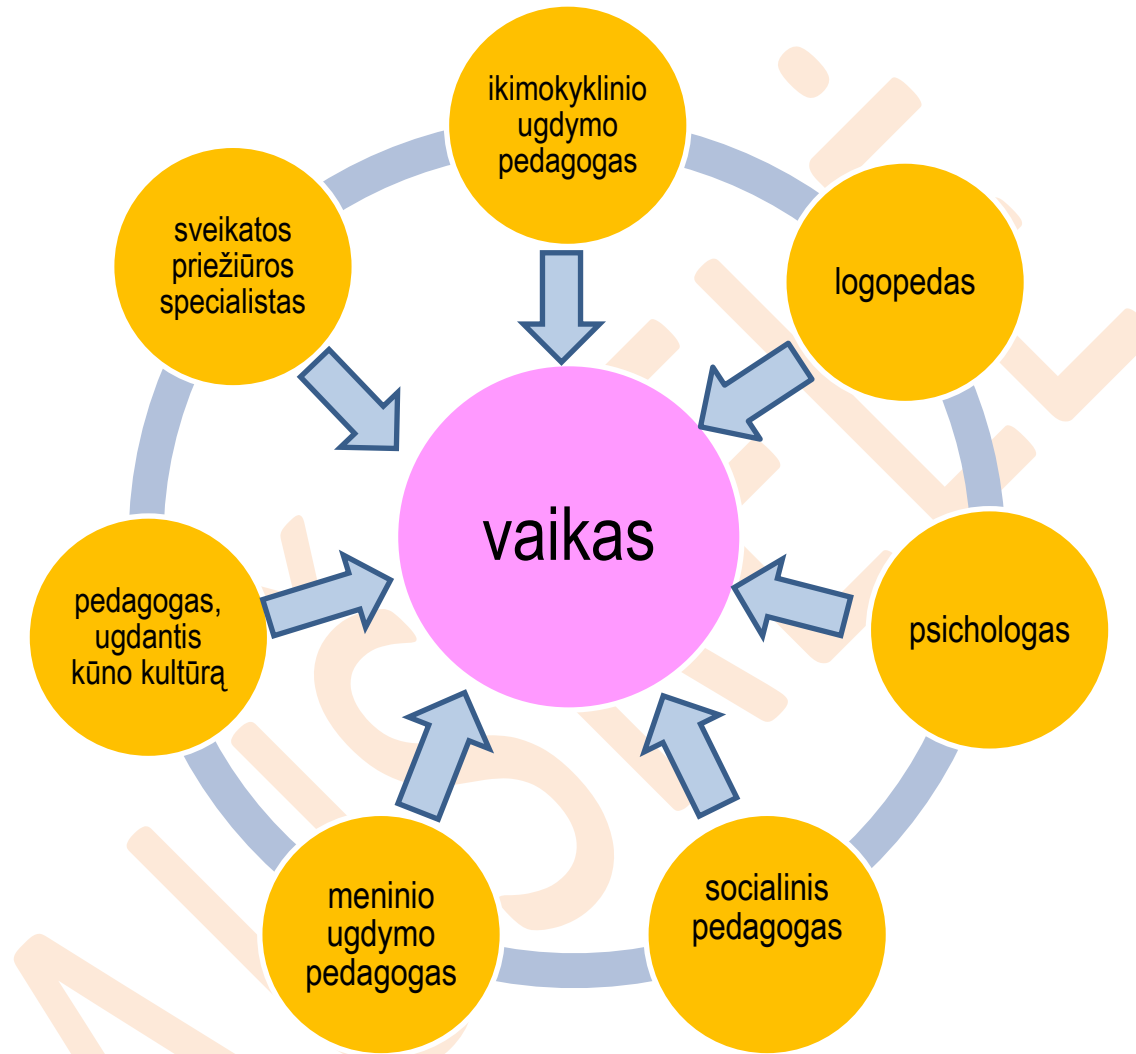 ikimokyklinio
ugdymo
pedagogas
logopedas
psichologas
socialinis
pedagogas
meninio
ugdymo
pedagogas
pedagogas,
ugdantis
kūno kultūrą
sveikatos
priežiūros
specialistas
vaikas